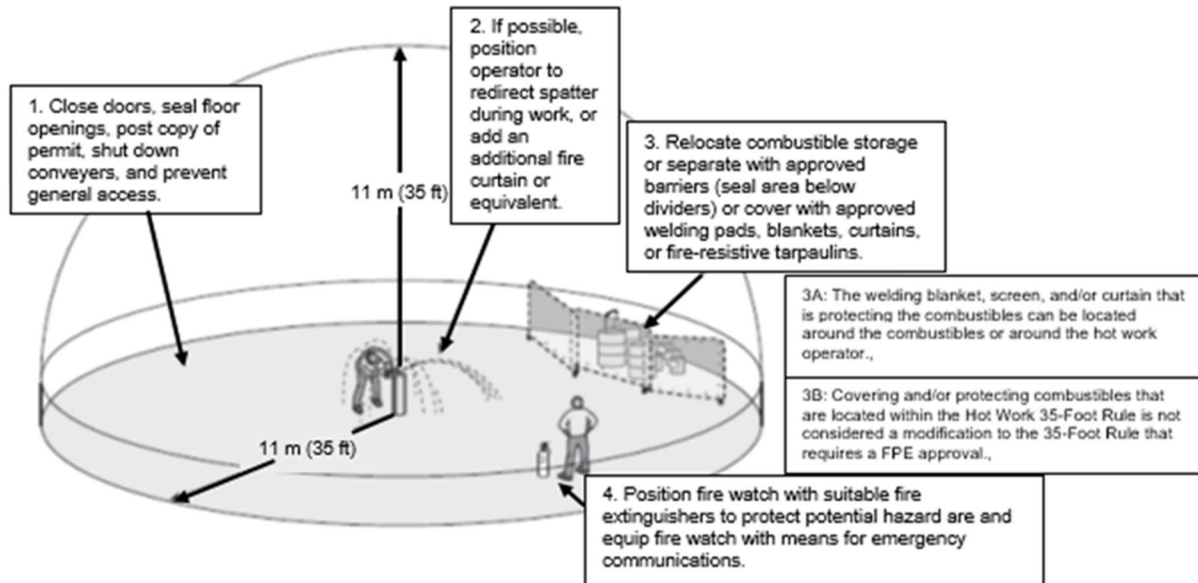 1. Close doors, seal floor
openings, post copy of
permit, shut down
conveyers, and prevent
general access.
2. If possible,
position
operator to
redirect spatter
during work, or
add an
additional fire
curtain or
equivalent.
11 m (35 ft)
3. Relocate combustible storage
or separate with approved
barriers (seal area below
dividers) or cover with approved
welding pads, blankets, curtains,
or fire-resistive tarpaulins.
3A: The welding blanket, screen, and/or curtain that
is protecting the combustibles can be located
around the combustibles or around the hot work
operator.,
3B: Covering and/or protecting combustibles that
are located within the Hot Work 35-Foot Rule is not
considered a modification to the 35-Foot Rule that
requires a FPE approval.,
11 m (35 ft)
4. Position fire watch with suitable fire
extinguishers to protect potential hazard are and
equip fire watch with means for emergency
communications.